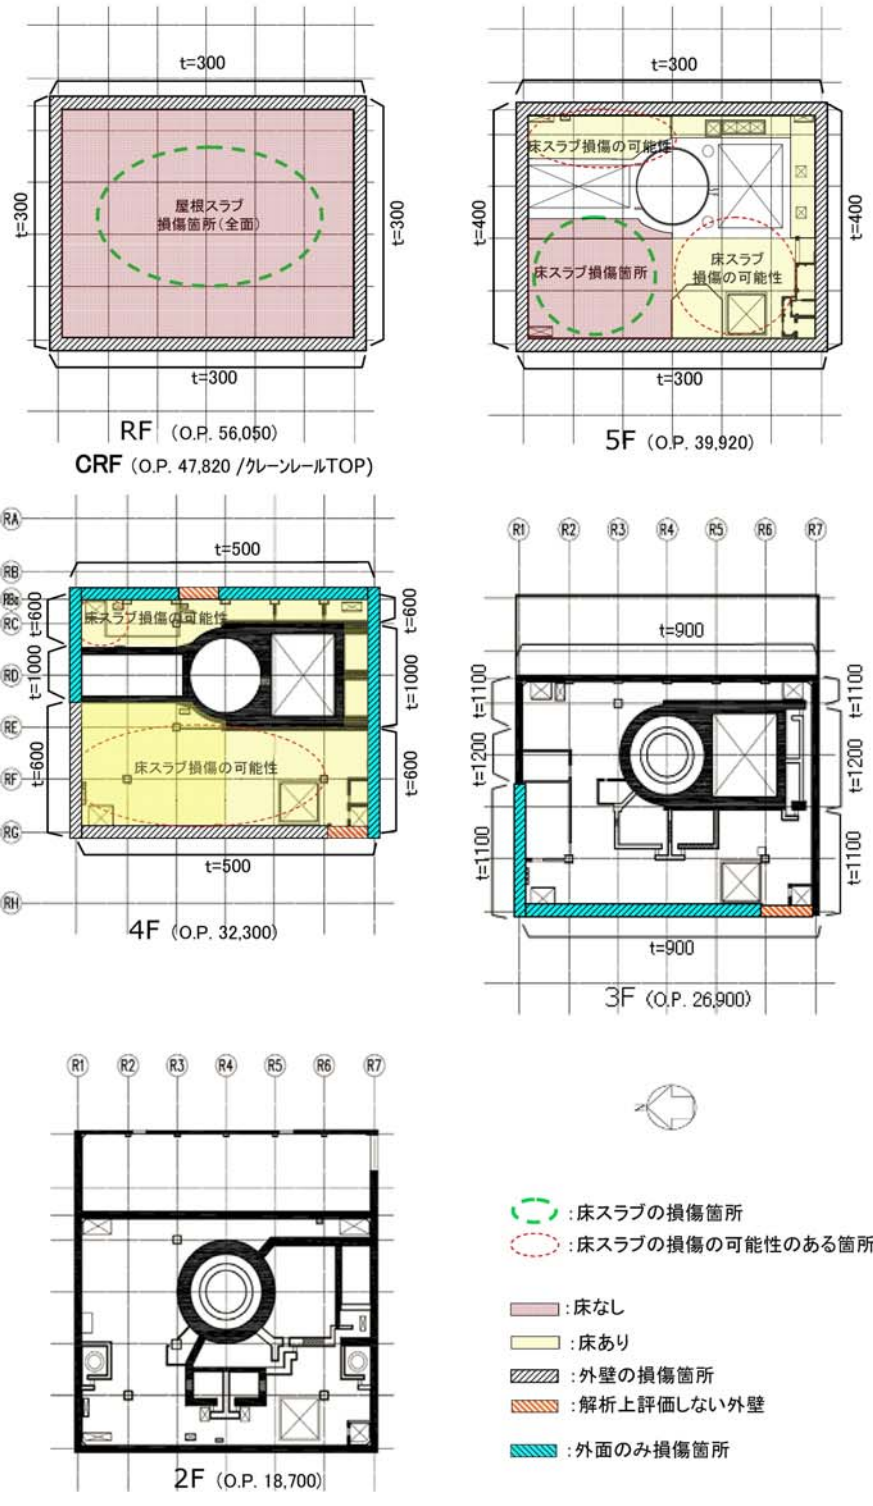 t=300
t=300
t=300
屋根スラブ
損傷箇所(全面)
t=300
RF (O.P. 56,050)
CRF (O.P. 47,820 /クレーンレールTOP)
t=300
床スラブ損傷の可能性
t=400
t=400
床スラブ損傷箇所
床スラブ
損傷の可能性
t=300
5F (O.P. 39,920)
RA
RB
RC
RD
RE
RF
RG
RH
t=500
t=600
t=1000
t=600
床スラブ損傷の可能性
床スラブ損傷の可能性
t=600
t=1000
t=600
t=500
4F (O.P. 32,300)
R1 R2 R3 R4 R5 R6 R7
t=900
t=1100
t=1200
t=1100
t=1100
t=1200
t=1100
t=900
3F (O.P. 26,900)
R1 R2 R3 R4 R5 R6 R7
2F (O.P. 18,700)
N
:床スラブの損傷箇所
:床スラブの損傷の可能性のある箇所
:床なし
:床あり
:外壁の損傷箇所
:解析上評価しない外壁
:外面のみ損傷箇所